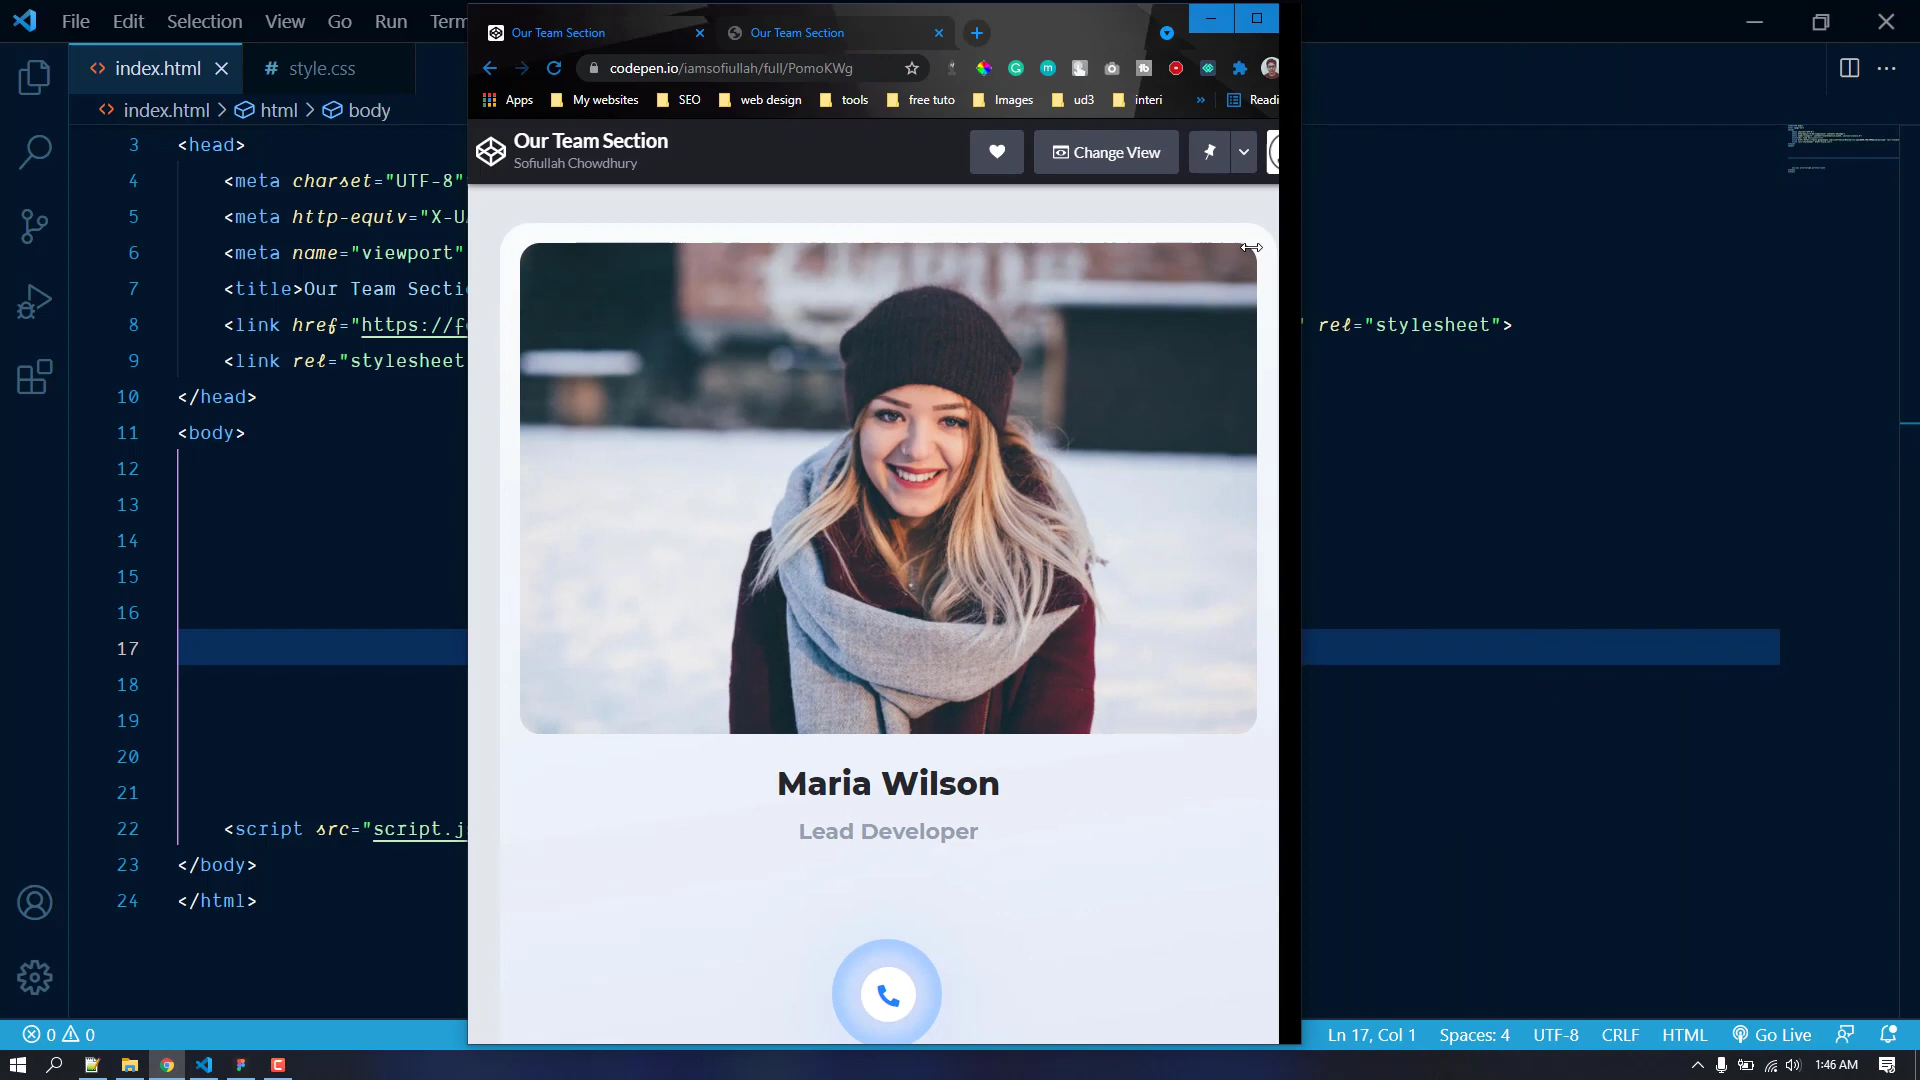 File Edit Selection View Go Run Term
index.html
style.css
index.html > html > body
3 <head>
4 <meta charset="UTF-8"
5 <meta http-equiv="X-U
6 <meta name="viewport"
7 <title>Our Team Secti
8 <link href="https://f
" rel="stylesheet">
9 <link rel="stylesheet
10 </head>
11 <body>
12
13
14
15
16
17
18
19
20
21
22 <script src="script.j
23 </body>
24 </html>
Our Team Section
Our Team Section
codepen.io/iamsofiullah/full/PomoKWg
Apps My websites SEO web design tools free tuto Images ud3 interi » Readi
Our Team Section
Sofiullah Chowdhury
Change View
Maria Wilson
Lead Developer
0 0
Ln 17, Col 1 Spaces: 4 UTF-8 CRLF HTML Go Live
1:46 AM